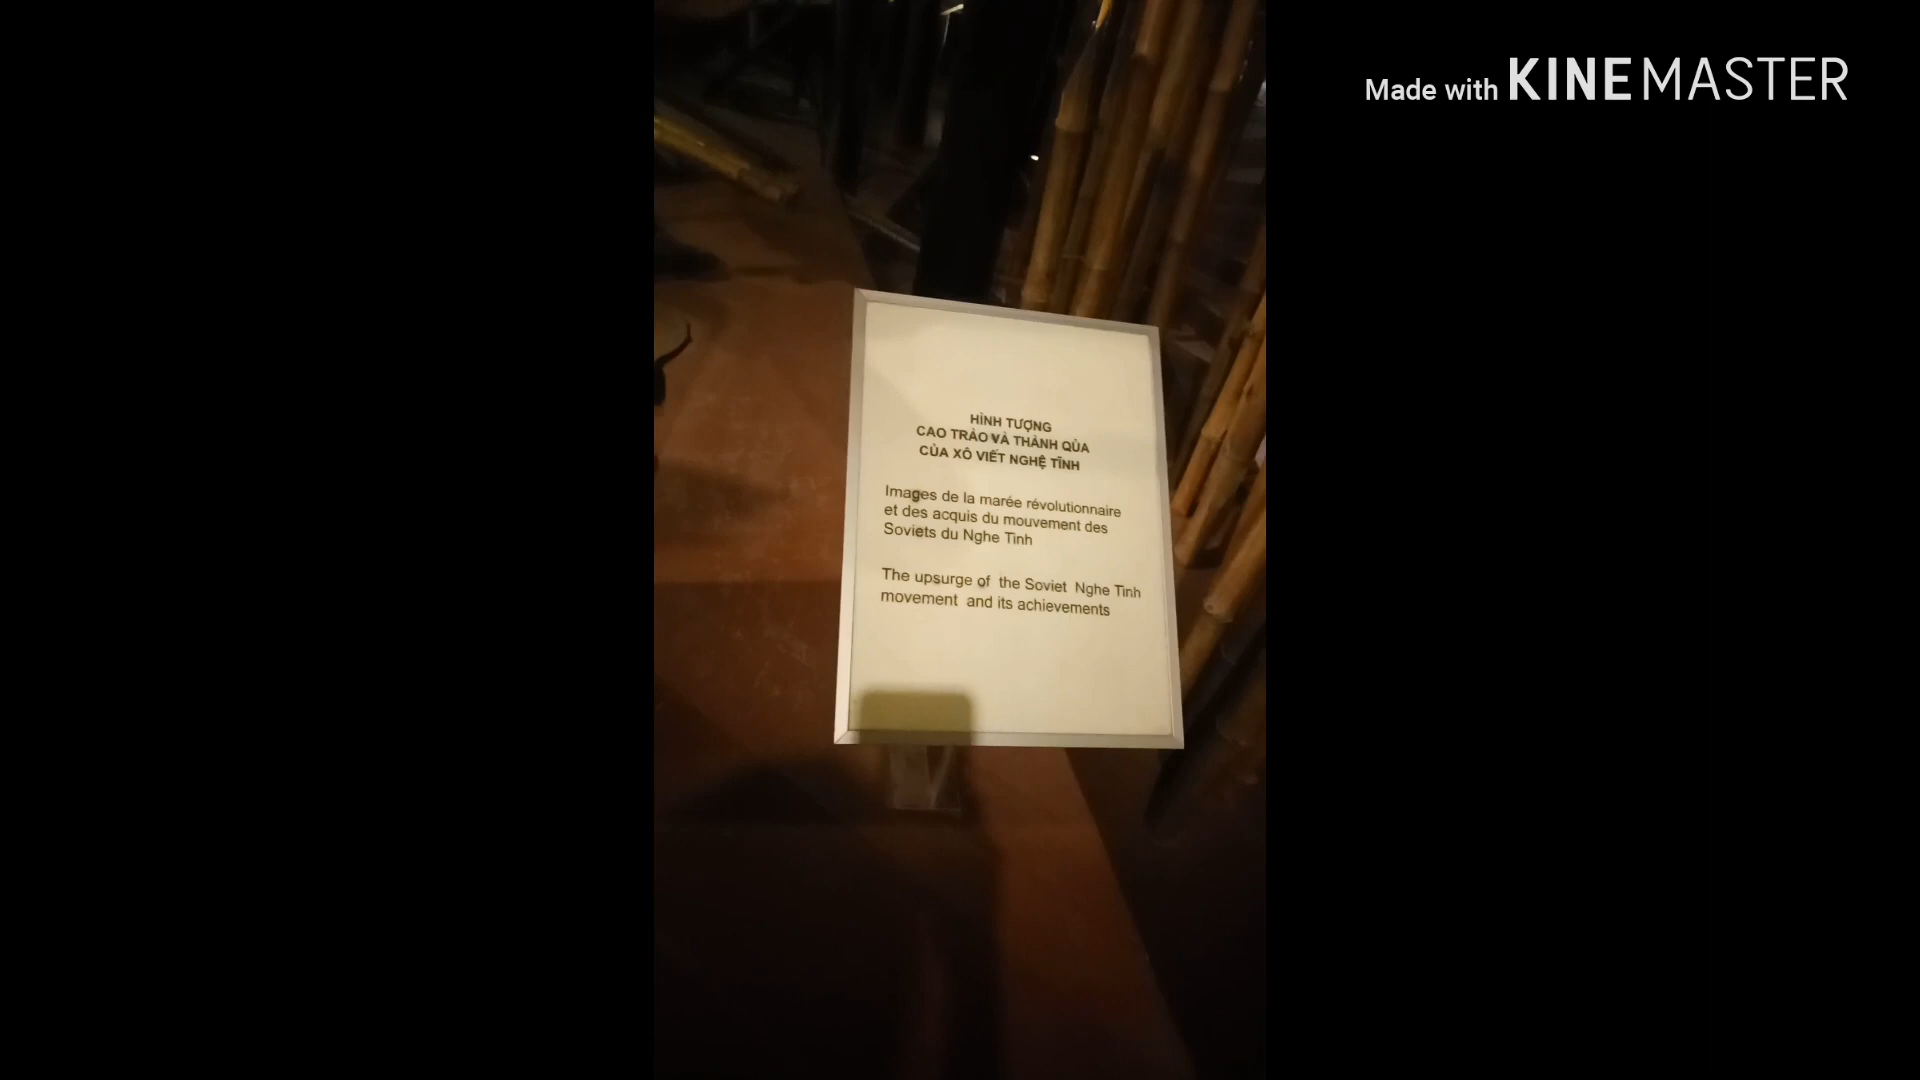 Made with KINEMASTER
HÌNH TƯỢNG
CAO TRÀO VÀ THÀNH QỦA
CỦA XÔ VIẾT NGHỆ TĨNH
Images de la marée révolutionnaire
et des acquis du mouvement des
Soviets du Nghe Tinh
The upsurge of the Soviet Nghe Tinh
movement and its achievements